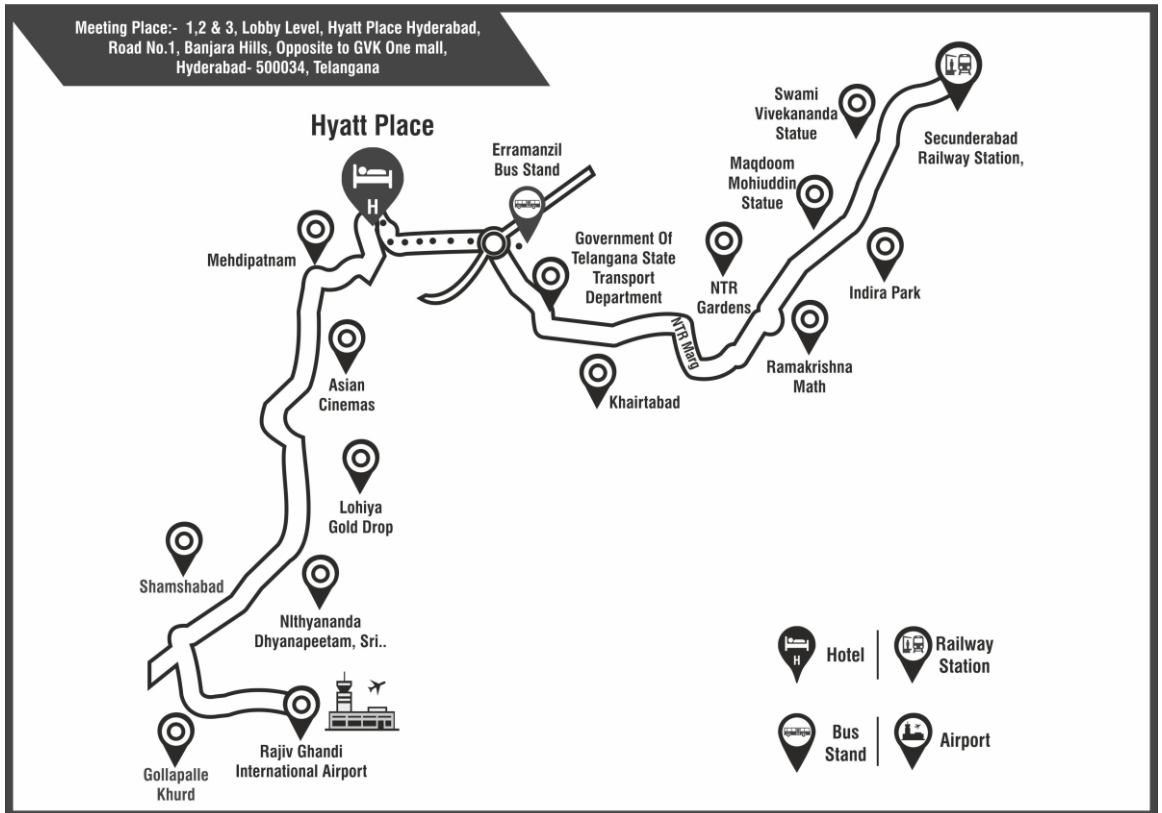 Meeting Place:- 1,2 & 3, Lobby Level, Hyatt Place Hyderabad,
Road No.1, Banjara Hills, Opposite to GVK One mall,
Hyderabad- 500034, Telangana
Hyatt Place
H
Erramanzil
Bus Stand
Swami
Vivekananda
Statue
Secunderabad
Railway Station,
Maqdoom
Mohiuddin
Statue
Mehdipatnam
Government Of
Telangana State
Transport
Department
NTR
Gardens
Indira Park
NTR Marg
Ramakrishna
Math
Khairtabad
Asian
Cinemas
Lohiya
Gold Drop
Shamshabad
NIthyananda
Dhyanapeetam, Sri..
Gollapalle
Khurd
Rajiv Ghandi
International Airport
H
Hotel
Railway
Station
Bus
Stand
Airport